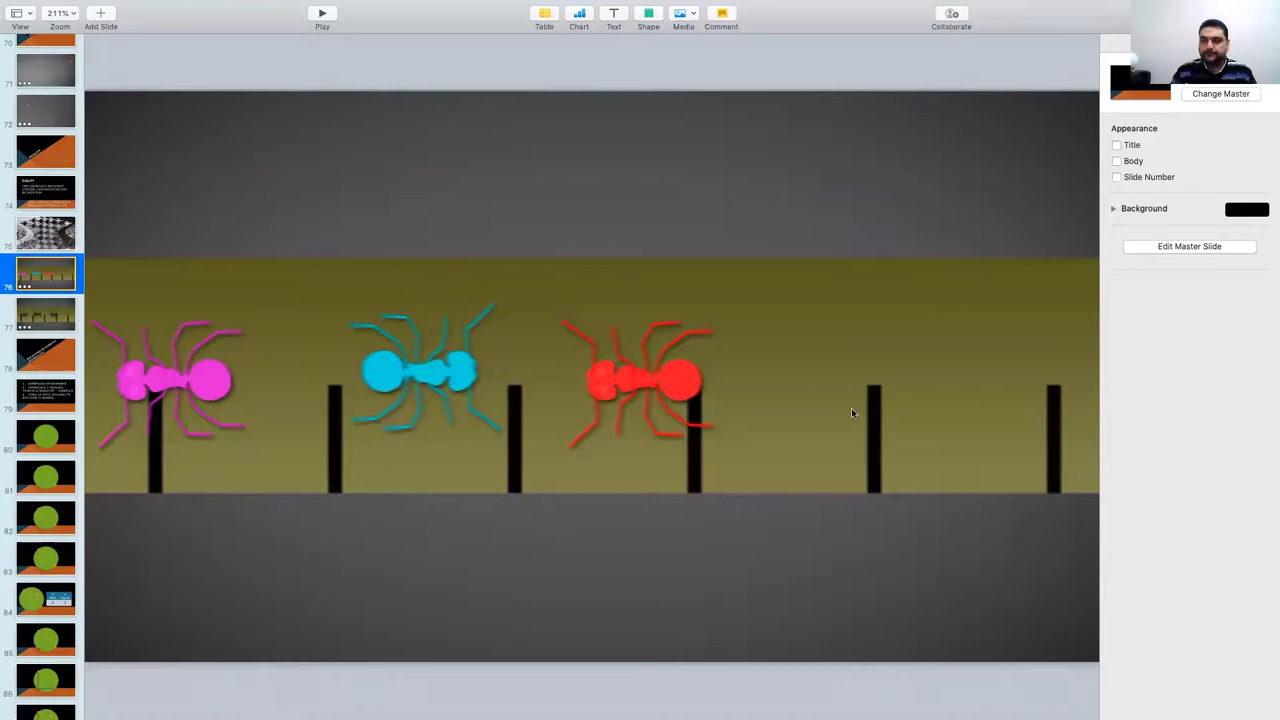 211%
View
Zoom
Add Slide
Play
Table
Chart
Text
Shape
Media
Comment
Collaborate
70
71
72
73
74
75
76
77
78
79
80
81
82
83
84
85
86
Change Master
Appearance
Title
Body
Slide Number
Background
Edit Master Slide